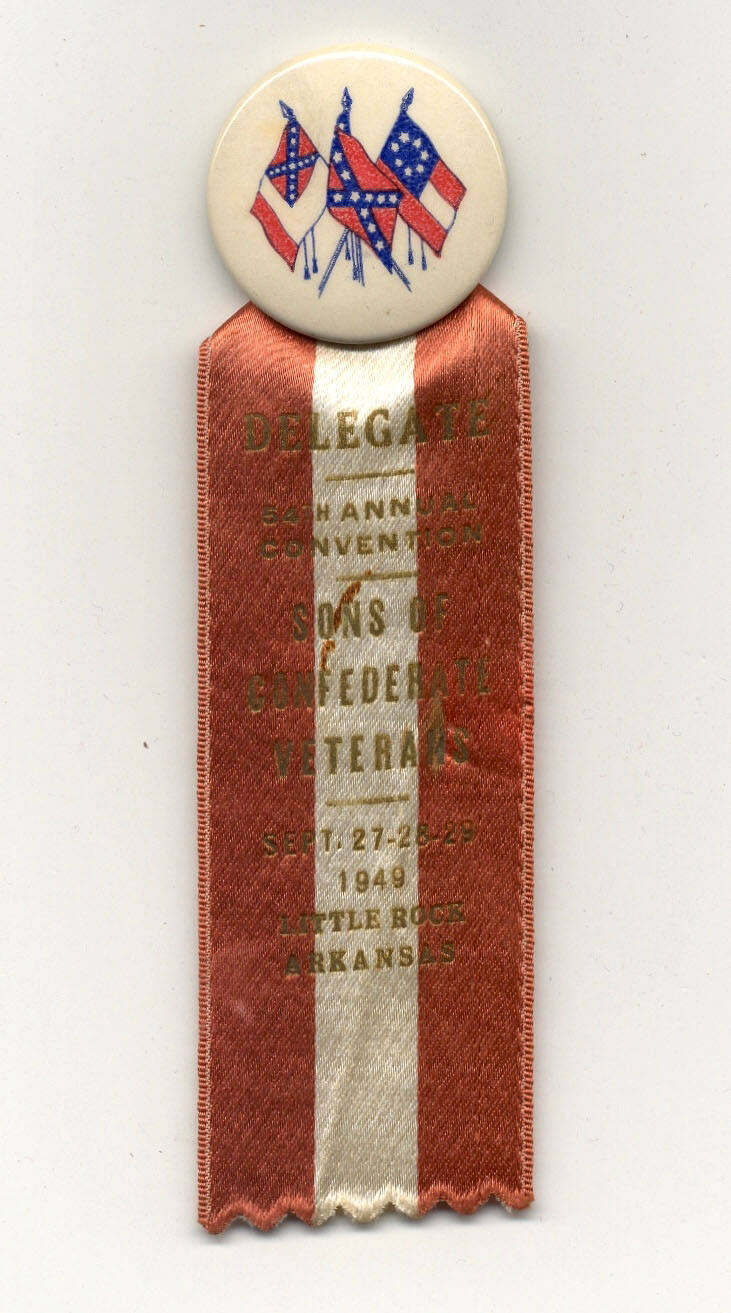 DELEGATE
54TH ANNUAL
CONVENTION
SONS OF
CONFEDERATE
VETERANS
SEPT. 27-28-29
1949
LITTLE ROCK
ARKANSAS